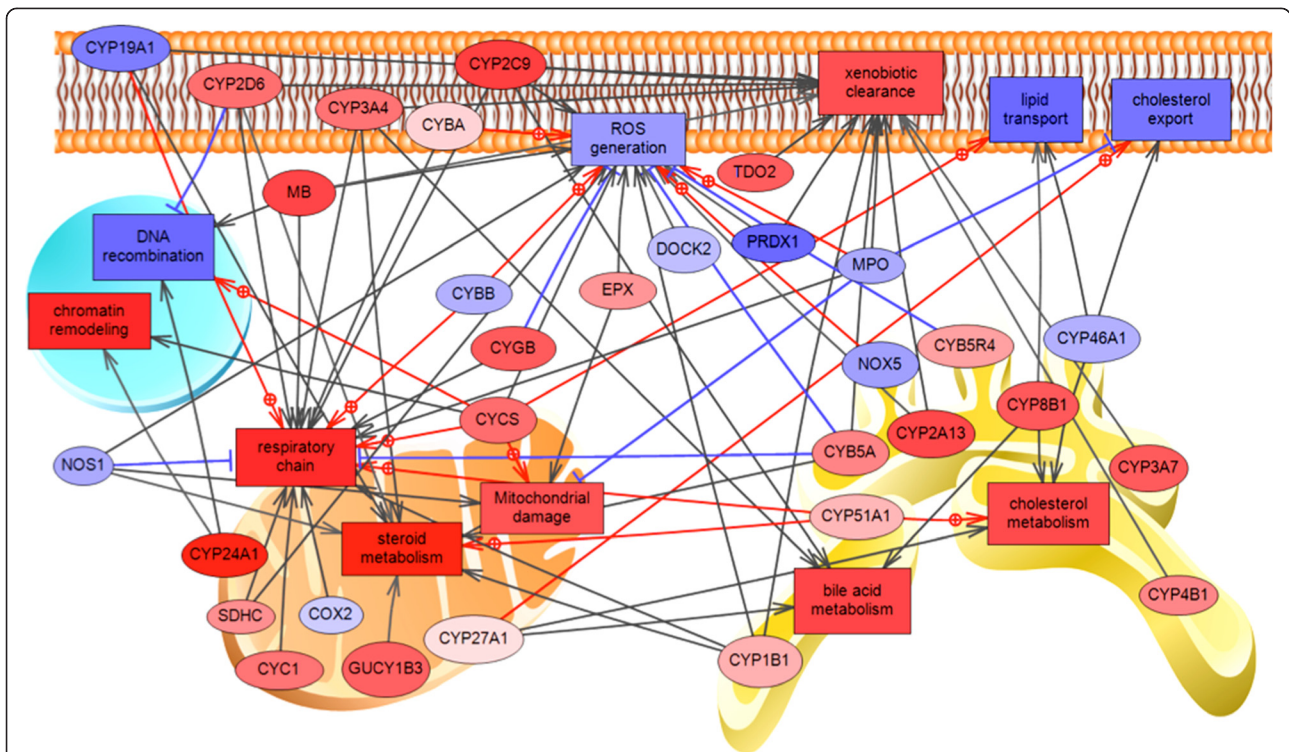 CYP19A1
CYP2D6
CYP3A4
CYBA
CYP2C9
xenobiotic
clearance
lipid
transport
cholesterol
export
ROS
generation
TDO2
MB
DNA
recombination
DOCK2
PRDX1
MPO
CYBB
EPX
chromatin
remodeling
CYGB
NOX5
CYB5R4
CYP46A1
CYCS
CYP8B1
respiratory
chain
CYP2A13
NOS1
CYB5A
CYP3A7
Mitochondrial
damage
CYP51A1
cholesterol
metabolism
CYP24A1
steroid
metabolism
bile acid
metabolism
CYP4B1
SDHC
COX2
CYP27A1
CYC1
GUCY1B3
CYP1B1